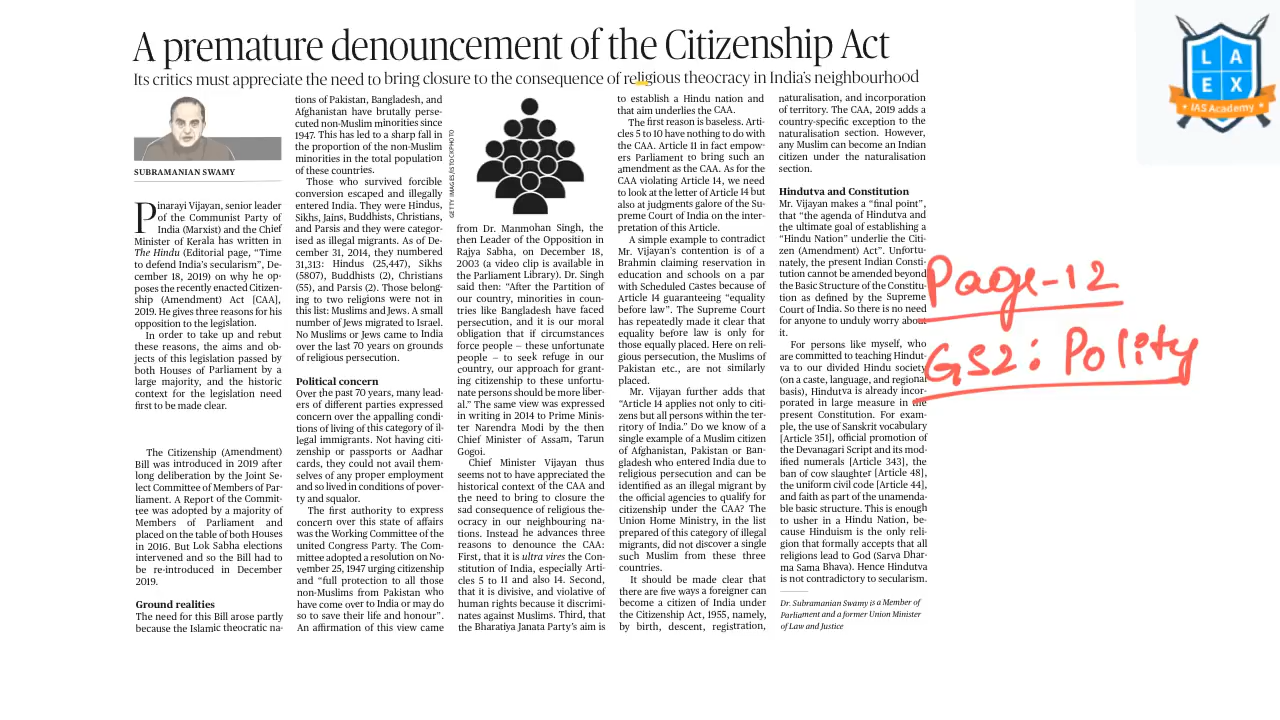 A premature denouncement of the Citizenship Act
Its critics must appreciate the need to bring closure to the consequence of religious theocracy in India's neighbourhood
SUBRAMANIAN SWAMY
Pinarayi Vijayan, senior leader
of the Communist Party of
India (Marxist) and the Chief
Minister of Kerala has written in
The Hindu (Editorial page, "Time
to defend India's secularism", De-
cember 18, 2019) on why he op-
poses the recently enacted Citizen-
ship (Amendment) Act [CAA],
2019. He gives three reasons for his
opposition to the legislation.
In order to take up and rebut
these reasons, the aims and ob-
jects of this legislation passed by
both Houses of Parliament by a
large majority, and the historic
context for the legislation need
first to be made clear.
The Citizenship (Amendment)
Bill was introduced in 2019 after
long deliberation by the Joint Se-
lect Committee of Members of Par-
liament. A Report of the Commit-
tee was adopted by a majority of
Members of Parliament and
placed on the table of both Houses
in 2016. But Lok Sabha elections
intervened and so the Bill had to
be re-introduced in December
2019.
Ground realities
The need for this Bill arose partly
because the Islamic theocratic na-
tions of Pakistan, Bangladesh, and
Afghanistan have brutally perse-
cuted non-Muslim minorities since
1947. This has led to a sharp fall in
the proportion of the non-Muslim
minorities in the total population
of these countries.
Those who survived forcible
conversion escaped and illegally
entered India. They were Hindus,
Sikhs, Jains, Buddhists, Christians,
and Parsis and they were categor-
ised as illegal migrants. As of De-
cember 31, 2014, they numbered
31,313: Hindus (25,447), Sikhs
(5807), Buddhists (2), Christians
(55), and Parsis (2). Those belong-
ing to two religions were not in
this list: Muslims and Jews. A small
number of Jews migrated to Israel.
No Muslims or Jews came to India
over the last 70 years on grounds
of religious persecution.
Political concern
Over the past 70 years, many lead-
ers of different parties expressed
concern over the appalling condi-
tions of living of this category of il-
legal immigrants. Not having citi-
zenship or passports or Aadhar
cards, they could not avail them-
selves of any proper employment
and so lived in conditions of pover-
ty and squalor.
The first authority to express
concern over this state of affairs
was the Working Committee of the
united Congress Party. The Com-
mittee adopted a resolution on No-
vember 25, 1947 urging citizenship
and "full protection to all those
non-Muslims from Pakistan who
have come over to India or may do
so to save their life and honour".
An affirmation of this view came
GETTY IMAGES/ISTOCKPHOTO
from Dr. Manmohan Singh, the
then Leader of the Opposition in
Rajya Sabha, on December 18,
2003 (a video clip is available in
the Parliament Library). Dr. Singh
said then: "After the Partition of
our country, minorities in coun-
tries like Bangladesh have faced
persecution, and it is our moral
obligation that if circumstances
force people – these unfortunate
people – to seek refuge in our
country, our approach for grant-
ing citizenship to these unfortu-
nate persons should be more liber-
al." The same view was expressed
in writing in 2014 to Prime Minis-
ter Narendra Modi by the then
Chief Minister of Assam, Tarun
Gogoi.
Chief Minister Vijayan thus
seems not to have appreciated the
historical context of the CAA and
the need to bring to closure the
sad consequence of religious the-
ocracy in our neighbouring na-
tions. Instead he advances three
reasons to denounce the CAA:
First, that it is ultra vires the Con-
stitution of India, especially Arti-
cles 5 to 11 and also 14. Second,
that it is divisive, and violative of
human rights because it discrimi-
nates against Muslims. Third, that
the Bharatiya Janata Party's aim is
to establish a Hindu nation and
that aim underlies the CAA.
The first reason is baseless. Arti-
cles 5 to 10 have nothing to do with
the CAA. Article 11 in fact empow-
ers Parliament to bring such an
amendment as the CAA. As for the
CAA violating Article 14, we need
to look at the letter of Article 14 but
also at judgments galore of the Su-
preme Court of India on the inter-
pretation of this Article.
A simple example to contradict
Mr. Vijayan's contention is of a
Brahmin claiming reservation in
education and schools on a par
with Scheduled Castes because of
Article 14 guaranteeing "equality
before law". The Supreme Court
has repeatedly made it clear that
equality before law is only for
those equally placed. Here on reli-
gious persecution, the Muslims of
Pakistan etc., are not similarly
placed.
Mr. Vijayan further adds that
"Article 14 applies not only to citi-
zens but all persons within the ter-
ritory of India." Do we know of a
single example of a Muslim citizen
of Afghanistan, Pakistan or Ban-
gladesh who entered India due to
religious persecution and can be
identified as an illegal migrant by
the official agencies to qualify for
citizenship under the CAA? The
Union Home Ministry, in the list
prepared of this category of illegal
migrants, did not discover a single
such Muslim from these three
countries.
It should be made clear that
there are five ways a foreigner can
become a citizen of India under
the Citizenship Act, 1955, namely,
by birth, descent, registration,
naturalisation, and incorporation
of territory. The CAA, 2019 adds a
country-specific exception to the
naturalisation section. However,
any Muslim can become an Indian
citizen under the naturalisation
section.
Hindutva and Constitution
Mr. Vijayan makes a "final point",
that "the agenda of Hindutva and
the ultimate goal of establishing a
"Hindu Nation" underlie the Citi-
zen (Amendment) Act". Unfortu-
nately, the present Indian Consti-
tution cannot be amended beyond
the Basic Structure of the Constitu-
tion as defined by the Supreme
Court of India. So there is no need
for anyone to unduly worry about
it.
For persons like myself, who
are committed to teaching Hindut-
va to our divided Hindu society
(on a caste, language, and regional
basis), Hindutva is already incor-
porated in large measure in the
present Constitution. For exam-
ple, the use of Sanskrit vocabulary
[Article 351], official promotion of
the Devanagari Script and its mod-
ified numerals [Article 343], the
ban of cow slaughter [Article 48],
the uniform civil code [Article 44],
and faith as part of the unamenda-
ble basic structure. This is enough
to usher in a Hindu Nation, be-
cause Hinduism is the only reli-
gion that formally accepts that all
religions lead to God (Sarva Dhar-
ma Sama Bhava). Hence Hindutva
is not contradictory to secularism.
Dr. Subramanian Swamy is a Member of
Parliament and a former Union Minister
of Law and Justice
Page-12
GS2: Polity
L A
E X
IAS Academy